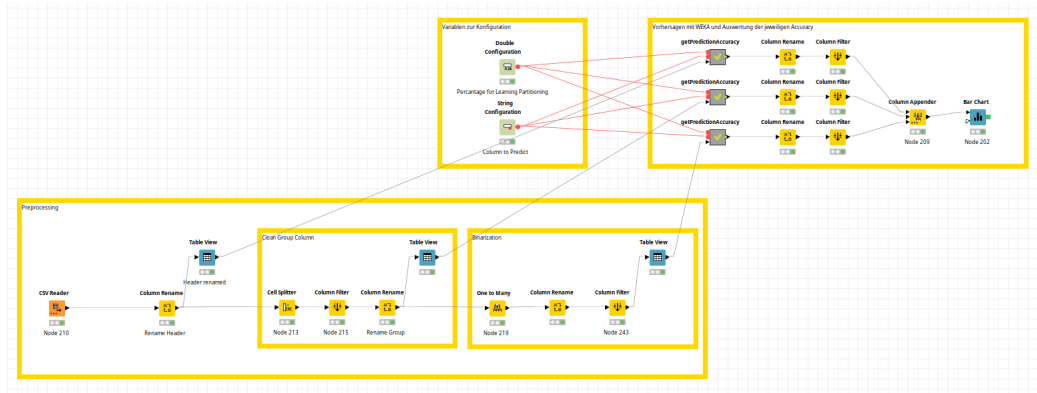 Variablen zur Konfiguration
Double
Configuration
Percantage for Learning Partitioning
String
Configuration
Column to Predict
Vorhersagen mit WEKA und Auswertung der jeweiligen Accuracy
getPredictionAccuracy
Column Rename
Column Filter
getPredictionAccuracy
Column Rename
Column Filter
getPredictionAccuracy
Column Rename
Column Filter
Column Appender
Node 209
Bar Chart
Node 202
Preprocessing
CSV Reader
Node 210
Column Rename
Rename Header
Table View
Header renamed
Clean Group Column
Cell Splitter
Node 213
Column Filter
Node 215
Column Rename
Rename Group
Table View
Binarization
One to Many
Node 219
Column Rename
Column Filter
Node 243
Table View